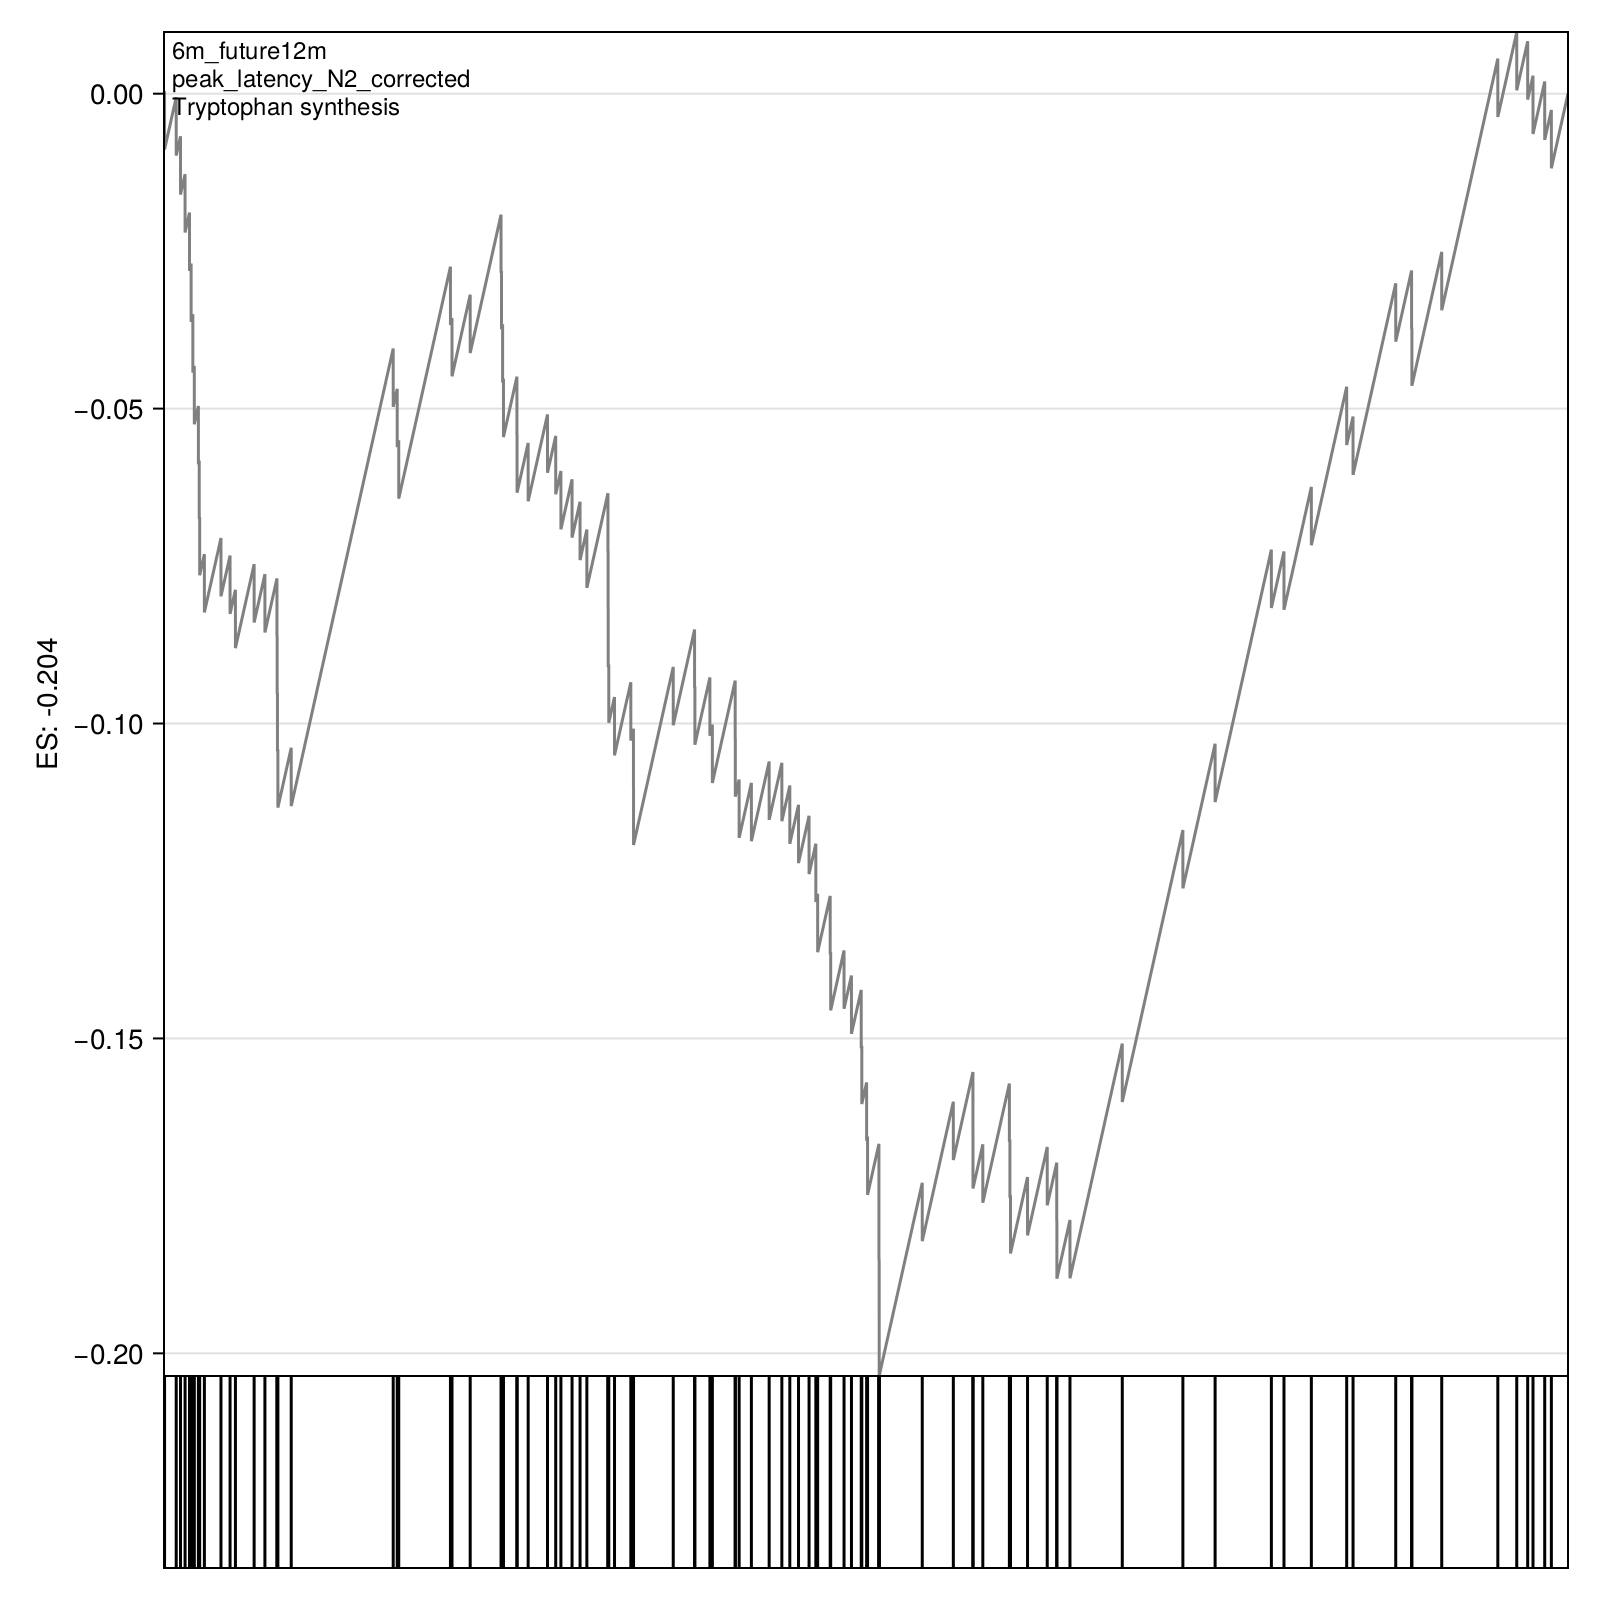 6m_future12m
peak_latency_N2_corrected
Tryptophan synthesis
0.00
−0.05
−0.10
−0.15
−0.20
ES: -0.204